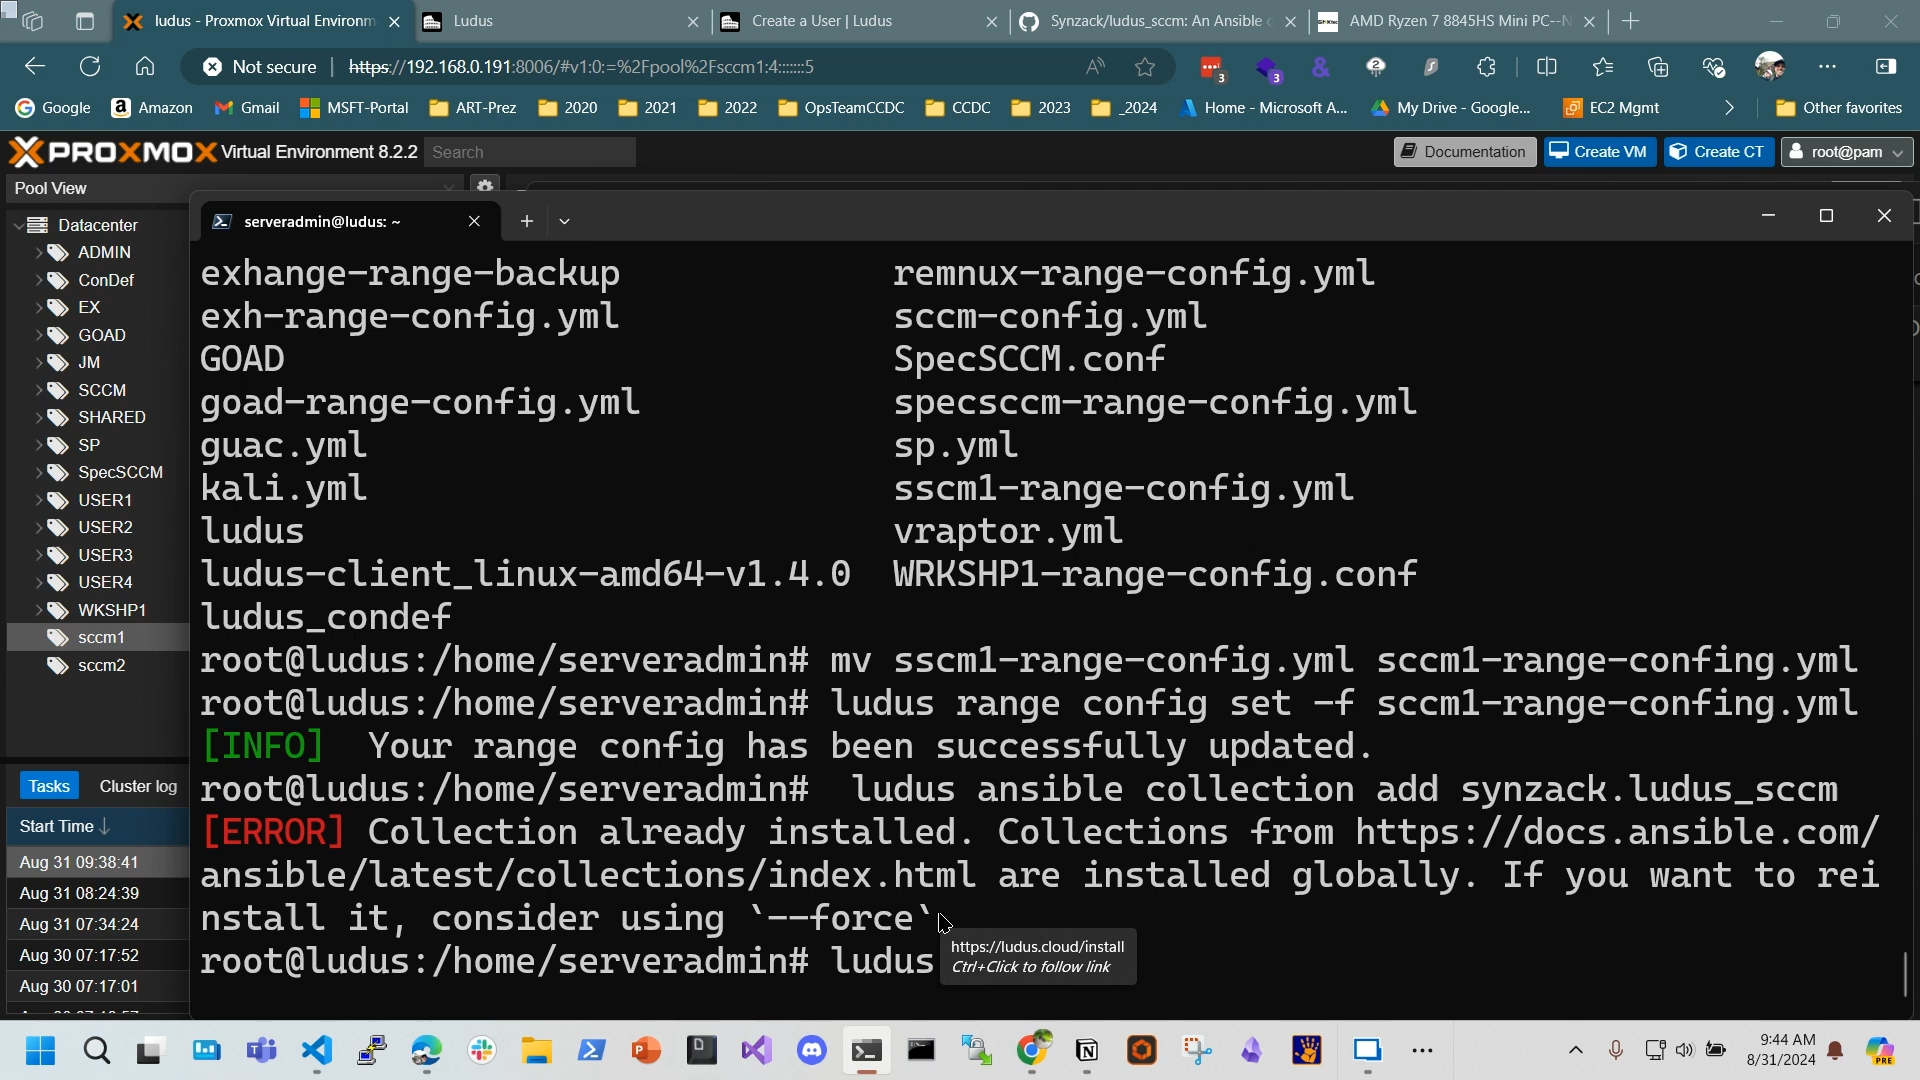 ludus - Proxmox Virtual Environm
Ludus
Create a User | Ludus
Synzack/ludus_sccm: An Ansible c
AMD Ryzen 7 8845HS Mini PC--N
Not secure
https://192.168.0.191:8006/#v1:0:=%2Fpool%2Fsccm1:4:::::::5
3
3
Google
Amazon
Gmail
MSFT-Portal
ART-Prez
2020
2021
2022
OpsTeamCCDC
CCDC
2023
_2024
Home - Microsoft A...
My Drive - Google...
EC2 Mgmt
Other favorites
PROXMOX Virtual Environment 8.2.2
Search
Documentation
Create VM
Create CT
root@pam
Pool View
Datacenter
ADMIN
ConDef
EX
GOAD
JM
SCCM
SHARED
SP
SpecSCCM
USER1
USER2
USER3
USER4
WKSHP1
sccm1
sccm2
Tasks
Cluster log
Start Time
Aug 31 09:38:41
Aug 31 08:24:39
Aug 31 07:34:24
Aug 30 07:17:52
Aug 30 07:17:01
serveradmin@ludus: ~
exhange-range-backup remnux-range-config.yml
exh-range-config.yml sccm-config.yml
GOAD SpecSCCM.conf
goad-range-config.yml specsccm-range-config.yml
guac.yml sp.yml
kali.yml sscm1-range-config.yml
ludus vraptor.yml
ludus-client_linux-amd64-v1.4.0 WRKSHP1-range-config.conf
ludus_condef
root@ludus:/home/serveradmin# mv sscm1-range-config.yml sccm1-range-confing.yml
root@ludus:/home/serveradmin# ludus range config set -f sccm1-range-confing.yml
[INFO] Your range config has been successfully updated.
root@ludus:/home/serveradmin# ludus ansible collection add synzack.ludus_sccm
[ERROR] Collection already installed. Collections from https://docs.ansible.com/
ansible/latest/collections/index.html are installed globally. If you want to rei
nstall it, consider using `--force`
root@ludus:/home/serveradmin# ludus
https://ludus.cloud/install
Ctrl+Click to follow link
9:44 AM
8/31/2024
PRE